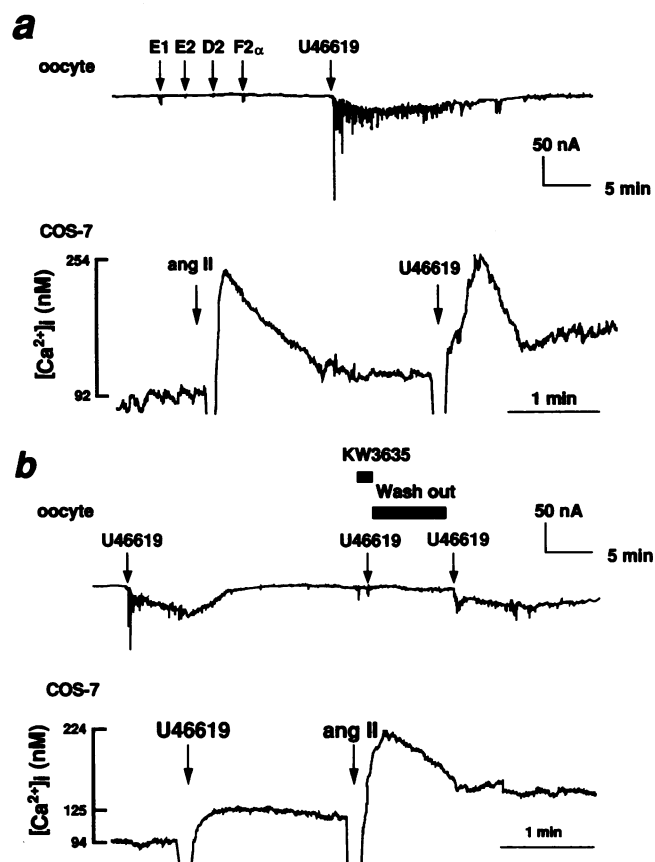 a
E1 E2 D2 F2α U46619
oocyte
50 nA
5 min
COS-7
254
ang II
U46619
[Ca2+]i (nM)
92
1 min
b
KW3635
Wash out
oocyte
50 nA
U46619 U46619 U46619
5 min
COS-7
224
U46619
ang II
[Ca2+]i (nM)
125
94
1 min